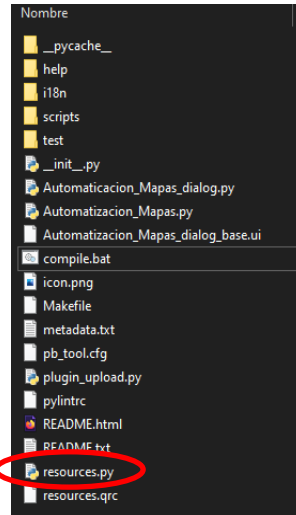 Nombre
__pycache__
help
i18n
scripts
test
__init__.py
Automaticacion_Mapas_dialog.py
Automatizacion_Mapas.py
Automatizacion_Mapas_dialog_base.ui
compile.bat
icon.png
Makefile
metadata.txt
pb_tool.cfg
plugin_upload.py
pylintrc
README.html
README.txt
resources.py
resources.qrc